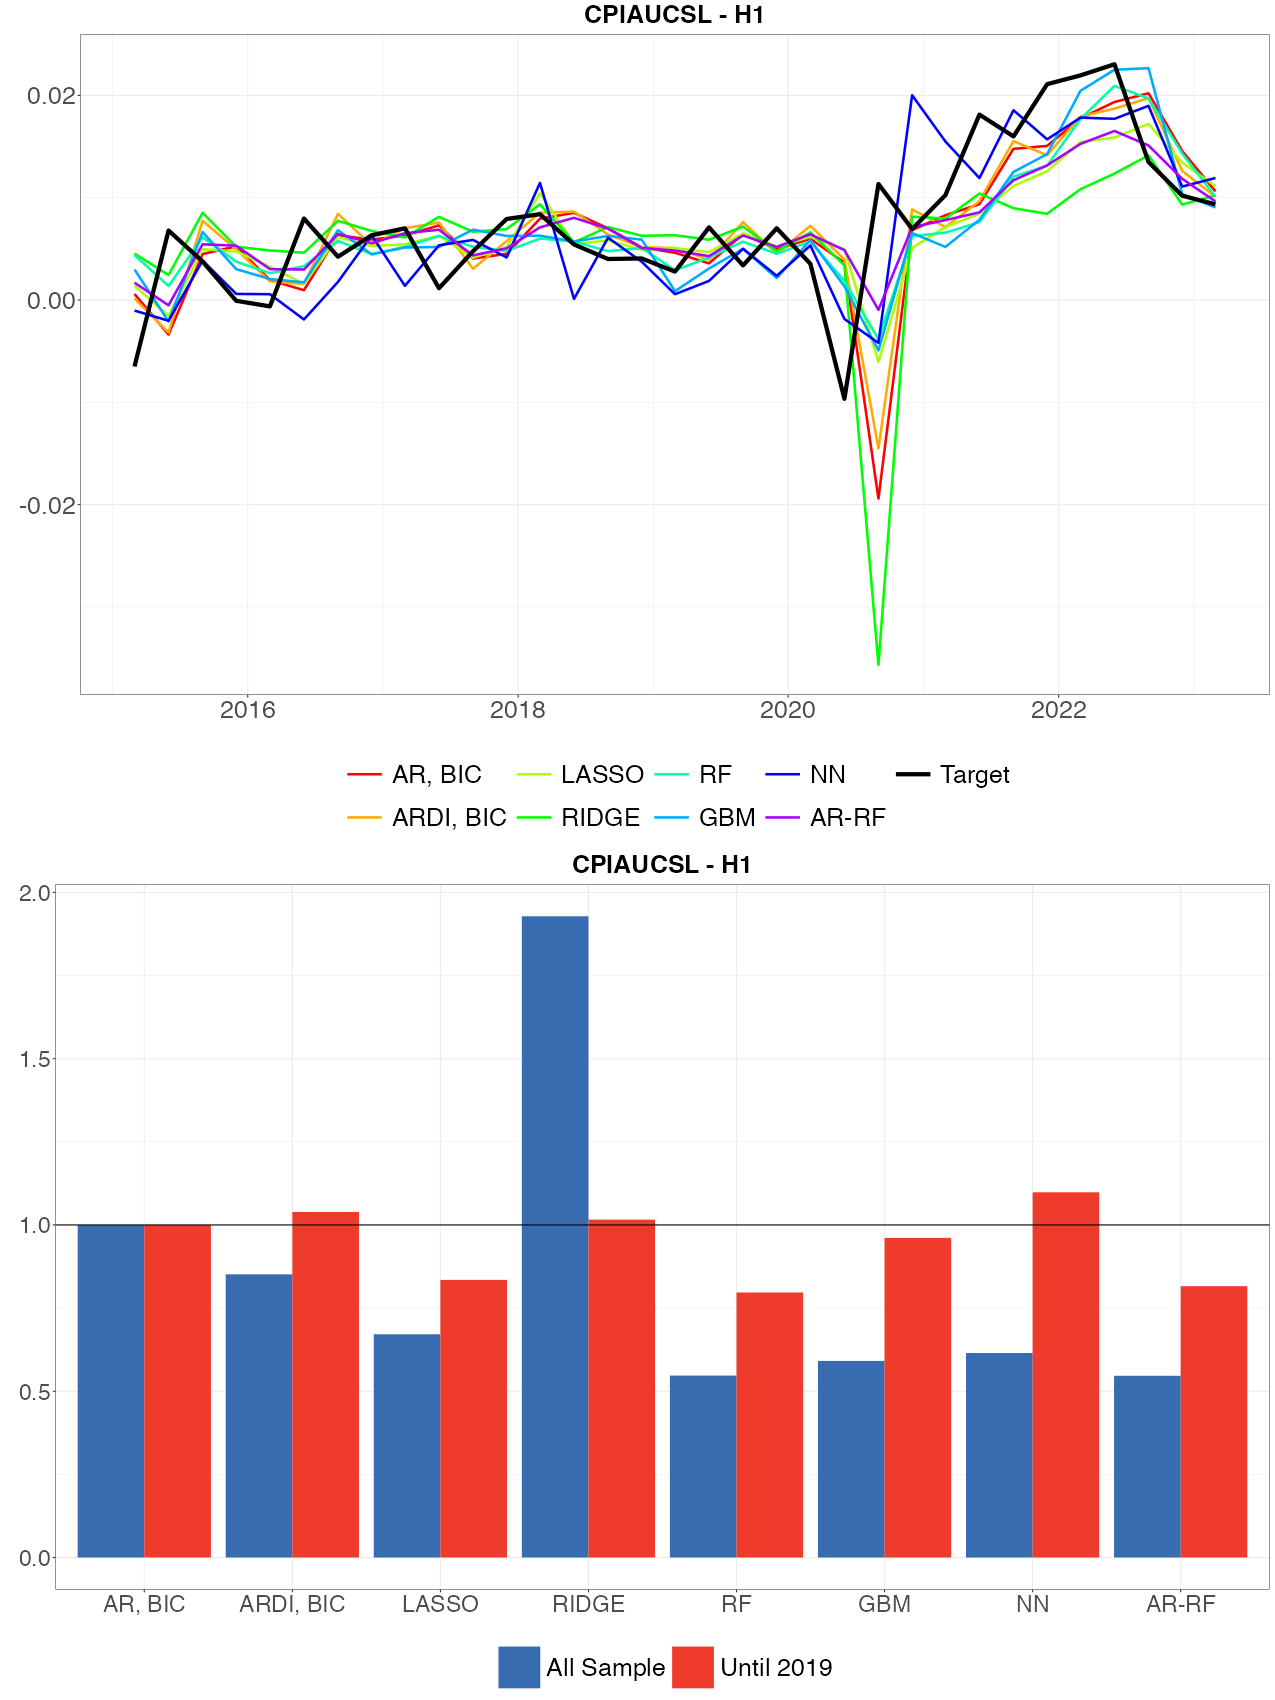 CPIAUCSL - H1
0.02
0.00
-0.02
2016 2018 2020 2022
AR, BIC LASSO RF NN Target
ARDI, BIC RIDGE GBM AR-RF
CPIAUCSL - H1
2.0
1.5
1.0
0.5
0.0
AR, BIC ARDI, BIC LASSO RIDGE RF GBM NN AR-RF
All Sample Until 2019